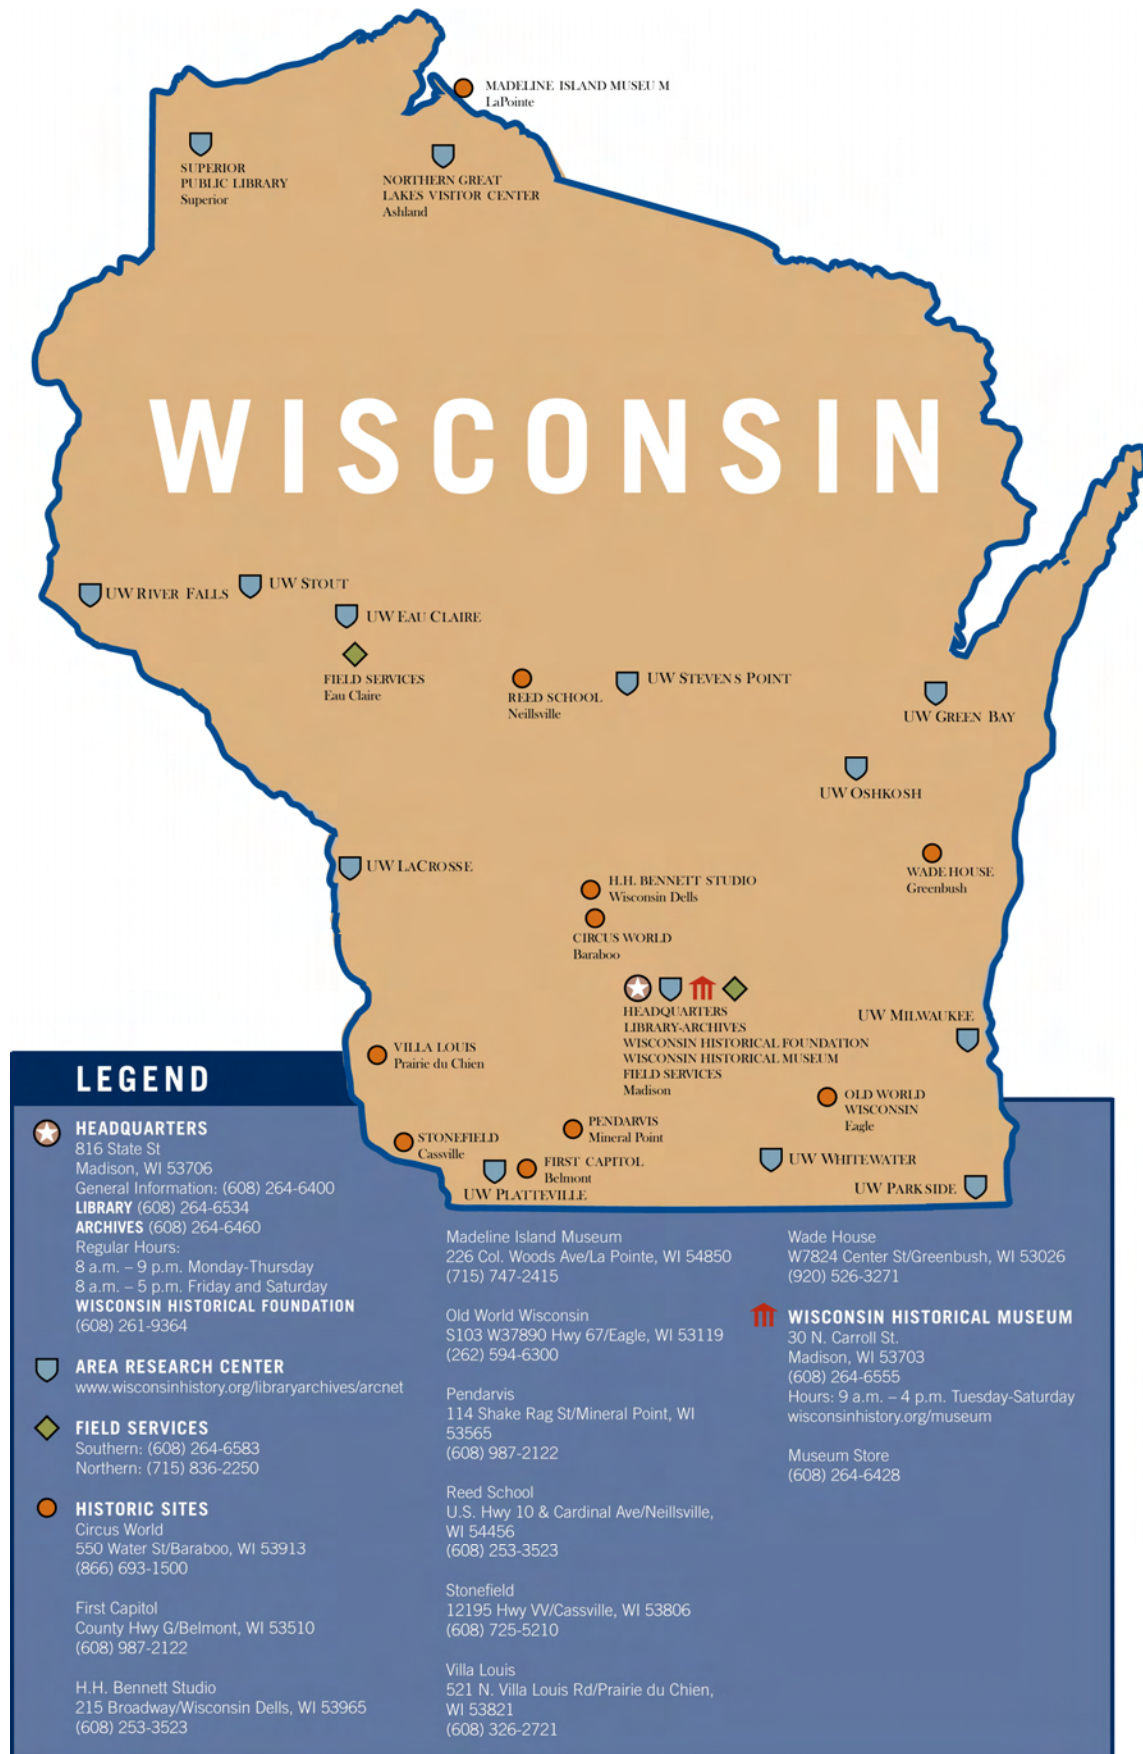 MADELINE ISLAND MUSEUM
LaPointe
SUPERIOR
PUBLIC LIBRARY
Superior
NORTHERN GREAT
LAKES VISITOR CENTER
Ashland
WISCONSIN
UW RIVER FALLS
UW STOUT
UW EAU CLAIRE
FIELD SERVICES
Eau Claire
REED SCHOOL
Neillsville
UW STEVENS POINT
UW GREEN BAY
UW OSHKOSH
WADE HOUSE
Greenbush
UW LACROSSE
H.H. BENNETT STUDIO
Wisconsin Dells
CIRCUS WORLD
Baraboo
HEADQUARTERS
LIBRARY-ARCHIVES
WISCONSIN HISTORICAL FOUNDATION
WISCONSIN HISTORICAL MUSEUM
FIELD SERVICES
Madison
UW MILWAUKEE
VILLA LOUIS
Prairie du Chien
OLD WORLD
WISCONSIN
Eagle
PENDARVIS
Mineral Point
STONEFIELD
Cassville
FIRST CAPITOL
Belmont
UW PLATTEVILLE
UW WHITEWATER
UW PARKSIDE
LEGEND
HEADQUARTERS
816 State St
Madison, WI 53706
General Information: (608) 264-6400
LIBRARY (608) 264-6534
ARCHIVES (608) 264-6460
Regular Hours:
8 a.m. – 9 p.m. Monday-Thursday
8 a.m. – 5 p.m. Friday and Saturday
WISCONSIN HISTORICAL FOUNDATION
(608) 261-9364
AREA RESEARCH CENTER
www.wisconsinhistory.org/libraryarchives/arcnet
FIELD SERVICES
Southern: (608) 264-6583
Northern: (715) 836-2250
HISTORIC SITES
Circus World
550 Water St/Baraboo, WI 53913
(866) 693-1500
First Capitol
County Hwy G/Belmont, WI 53510
(608) 987-2122
H.H. Bennett Studio
215 Broadway/Wisconsin Dells, WI 53965
(608) 253-3523
Madeline Island Museum
226 Col. Woods Ave/La Pointe, WI 54850
(715) 747-2415
Old World Wisconsin
S103 W37890 Hwy 67/Eagle, WI 53119
(262) 594-6300
Pendarvis
114 Shake Rag St/Mineral Point, WI
53565
(608) 987-2122
Reed School
U.S. Hwy 10 & Cardinal Ave/Neillsville,
WI 54456
(608) 253-3523
Stonefield
12195 Hwy VV/Cassville, WI 53806
(608) 725-5210
Villa Louis
521 N. Villa Louis Rd/Prairie du Chien,
WI 53821
(608) 326-2721
Wade House
W7824 Center St/Greenbush, WI 53026
(920) 526-3271
WISCONSIN HISTORICAL MUSEUM
30 N. Carroll St.
Madison, WI 53703
(608) 264-6555
Hours: 9 a.m. – 4 p.m. Tuesday-Saturday
wisconsinhistory.org/museum
Museum Store
(608) 264-6428